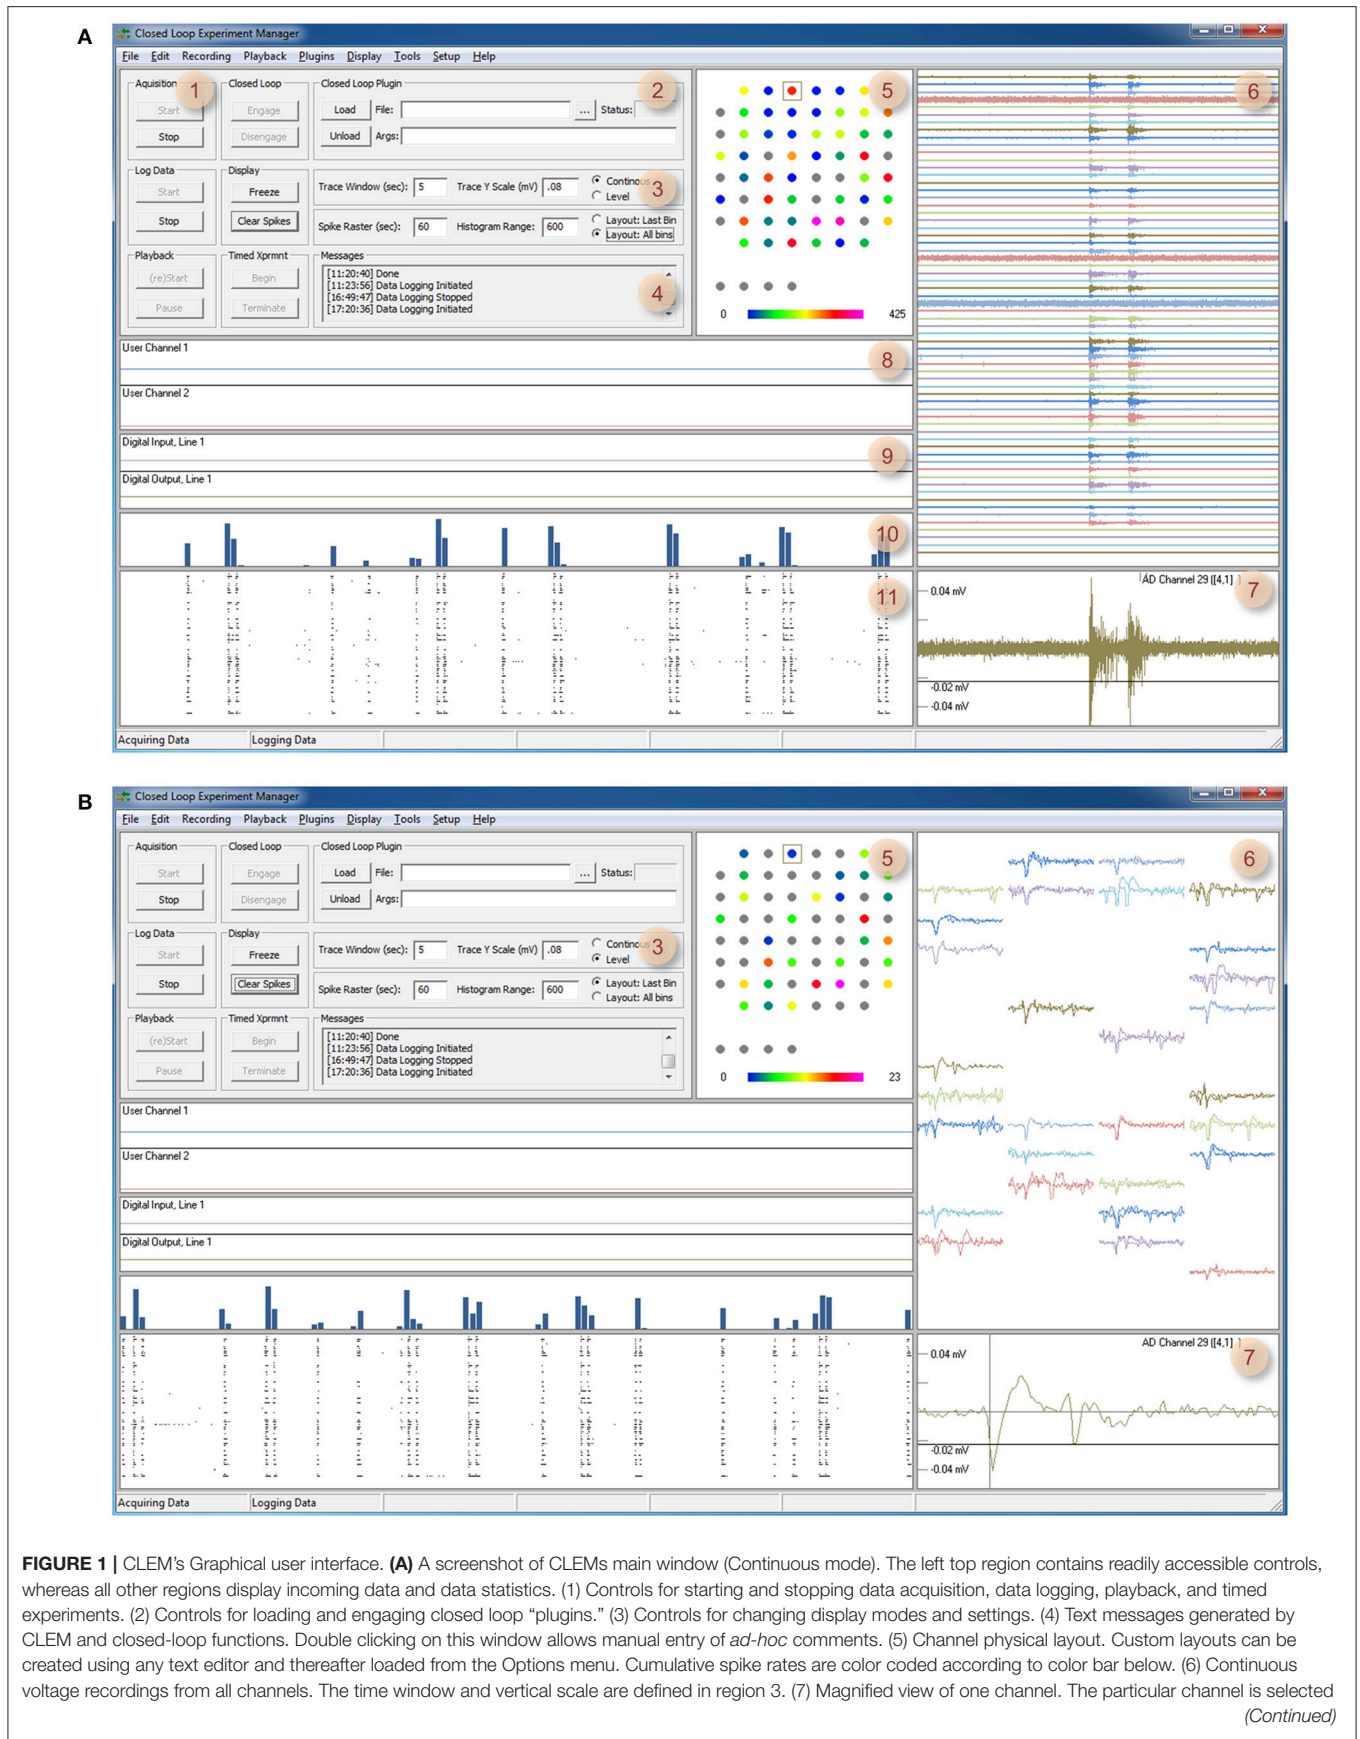 A
Closed Loop Experiment Manager
File Edit Recording Playback Plugins Display Tools Setup Help
Aquisition
1
Start
Stop
Closed Loop
Engage
Disengage
Closed Loop Plugin
2
Load File: ... Status:
Unload Args:
Log Data
Start
Stop
Display
Freeze
Clear Spikes
Trace Window (sec): 5 Trace Y Scale (mV) .08
Level
3
Spike Raster (sec): 60 Histogram Range: 600
Layout: Last Bin
Layout: All bins
Playback
(re)Start
Pause
Timed Xprmnt
Begin
Terminate
Messages
[11:20:40] Done
[11:23:56] Data Logging Initiated
[16:49:47] Data Logging Stopped
[17:20:36] Data Logging Initiated
4
5
0 425
6
User Channel 1
8
User Channel 2
Digital Input, Line 1
9
Digital Output, Line 1
10
11
AD Channel 29 ([4,1]
7
0.04 mV
-0.02 mV
-0.04 mV
Acquiring Data Logging Data
B
Closed Loop Experiment Manager
File Edit Recording Playback Plugins Display Tools Setup Help
Aquisition
Start
Stop
Closed Loop
Engage
Disengage
Closed Loop Plugin
Load File: ... Status:
Unload Args:
Log Data
Start
Stop
Display
Freeze
Clear Spikes
Trace Window (sec): 5 Trace Y Scale (mV) .08
Level
3
Spike Raster (sec): 60 Histogram Range: 600
Layout: Last Bin
Layout: All bins
Playback
(re)Start
Pause
Timed Xprmnt
Begin
Terminate
Messages
[11:20:40] Done
[11:23:56] Data Logging Initiated
[16:49:47] Data Logging Stopped
[17:20:36] Data Logging Initiated
5
0 23
6
User Channel 1
User Channel 2
Digital Input, Line 1
Digital Output, Line 1
AD Channel 29 ([4,1]
7
0.04 mV
-0.02 mV
-0.04 mV
Acquiring Data Logging Data
FIGURE 1 | CLEM's Graphical user interface. (A) A screenshot of CLEMs main window (Continuous mode). The left top region contains readily accessible controls,
whereas all other regions display incoming data and data statistics. (1) Controls for starting and stopping data acquisition, data logging, playback, and timed
experiments. (2) Controls for loading and engaging closed loop “plugins.” (3) Controls for changing display modes and settings. (4) Text messages generated by
CLEM and closed-loop functions. Double clicking on this window allows manual entry of ad-hoc comments. (5) Channel physical layout. Custom layouts can be
created using any text editor and thereafter loaded from the Options menu. Cumulative spike rates are color coded according to color bar below. (6) Continuous
voltage recordings from all channels. The time window and vertical scale are defined in region 3. (7) Magnified view of one channel. The particular channel is selected
(Continued)